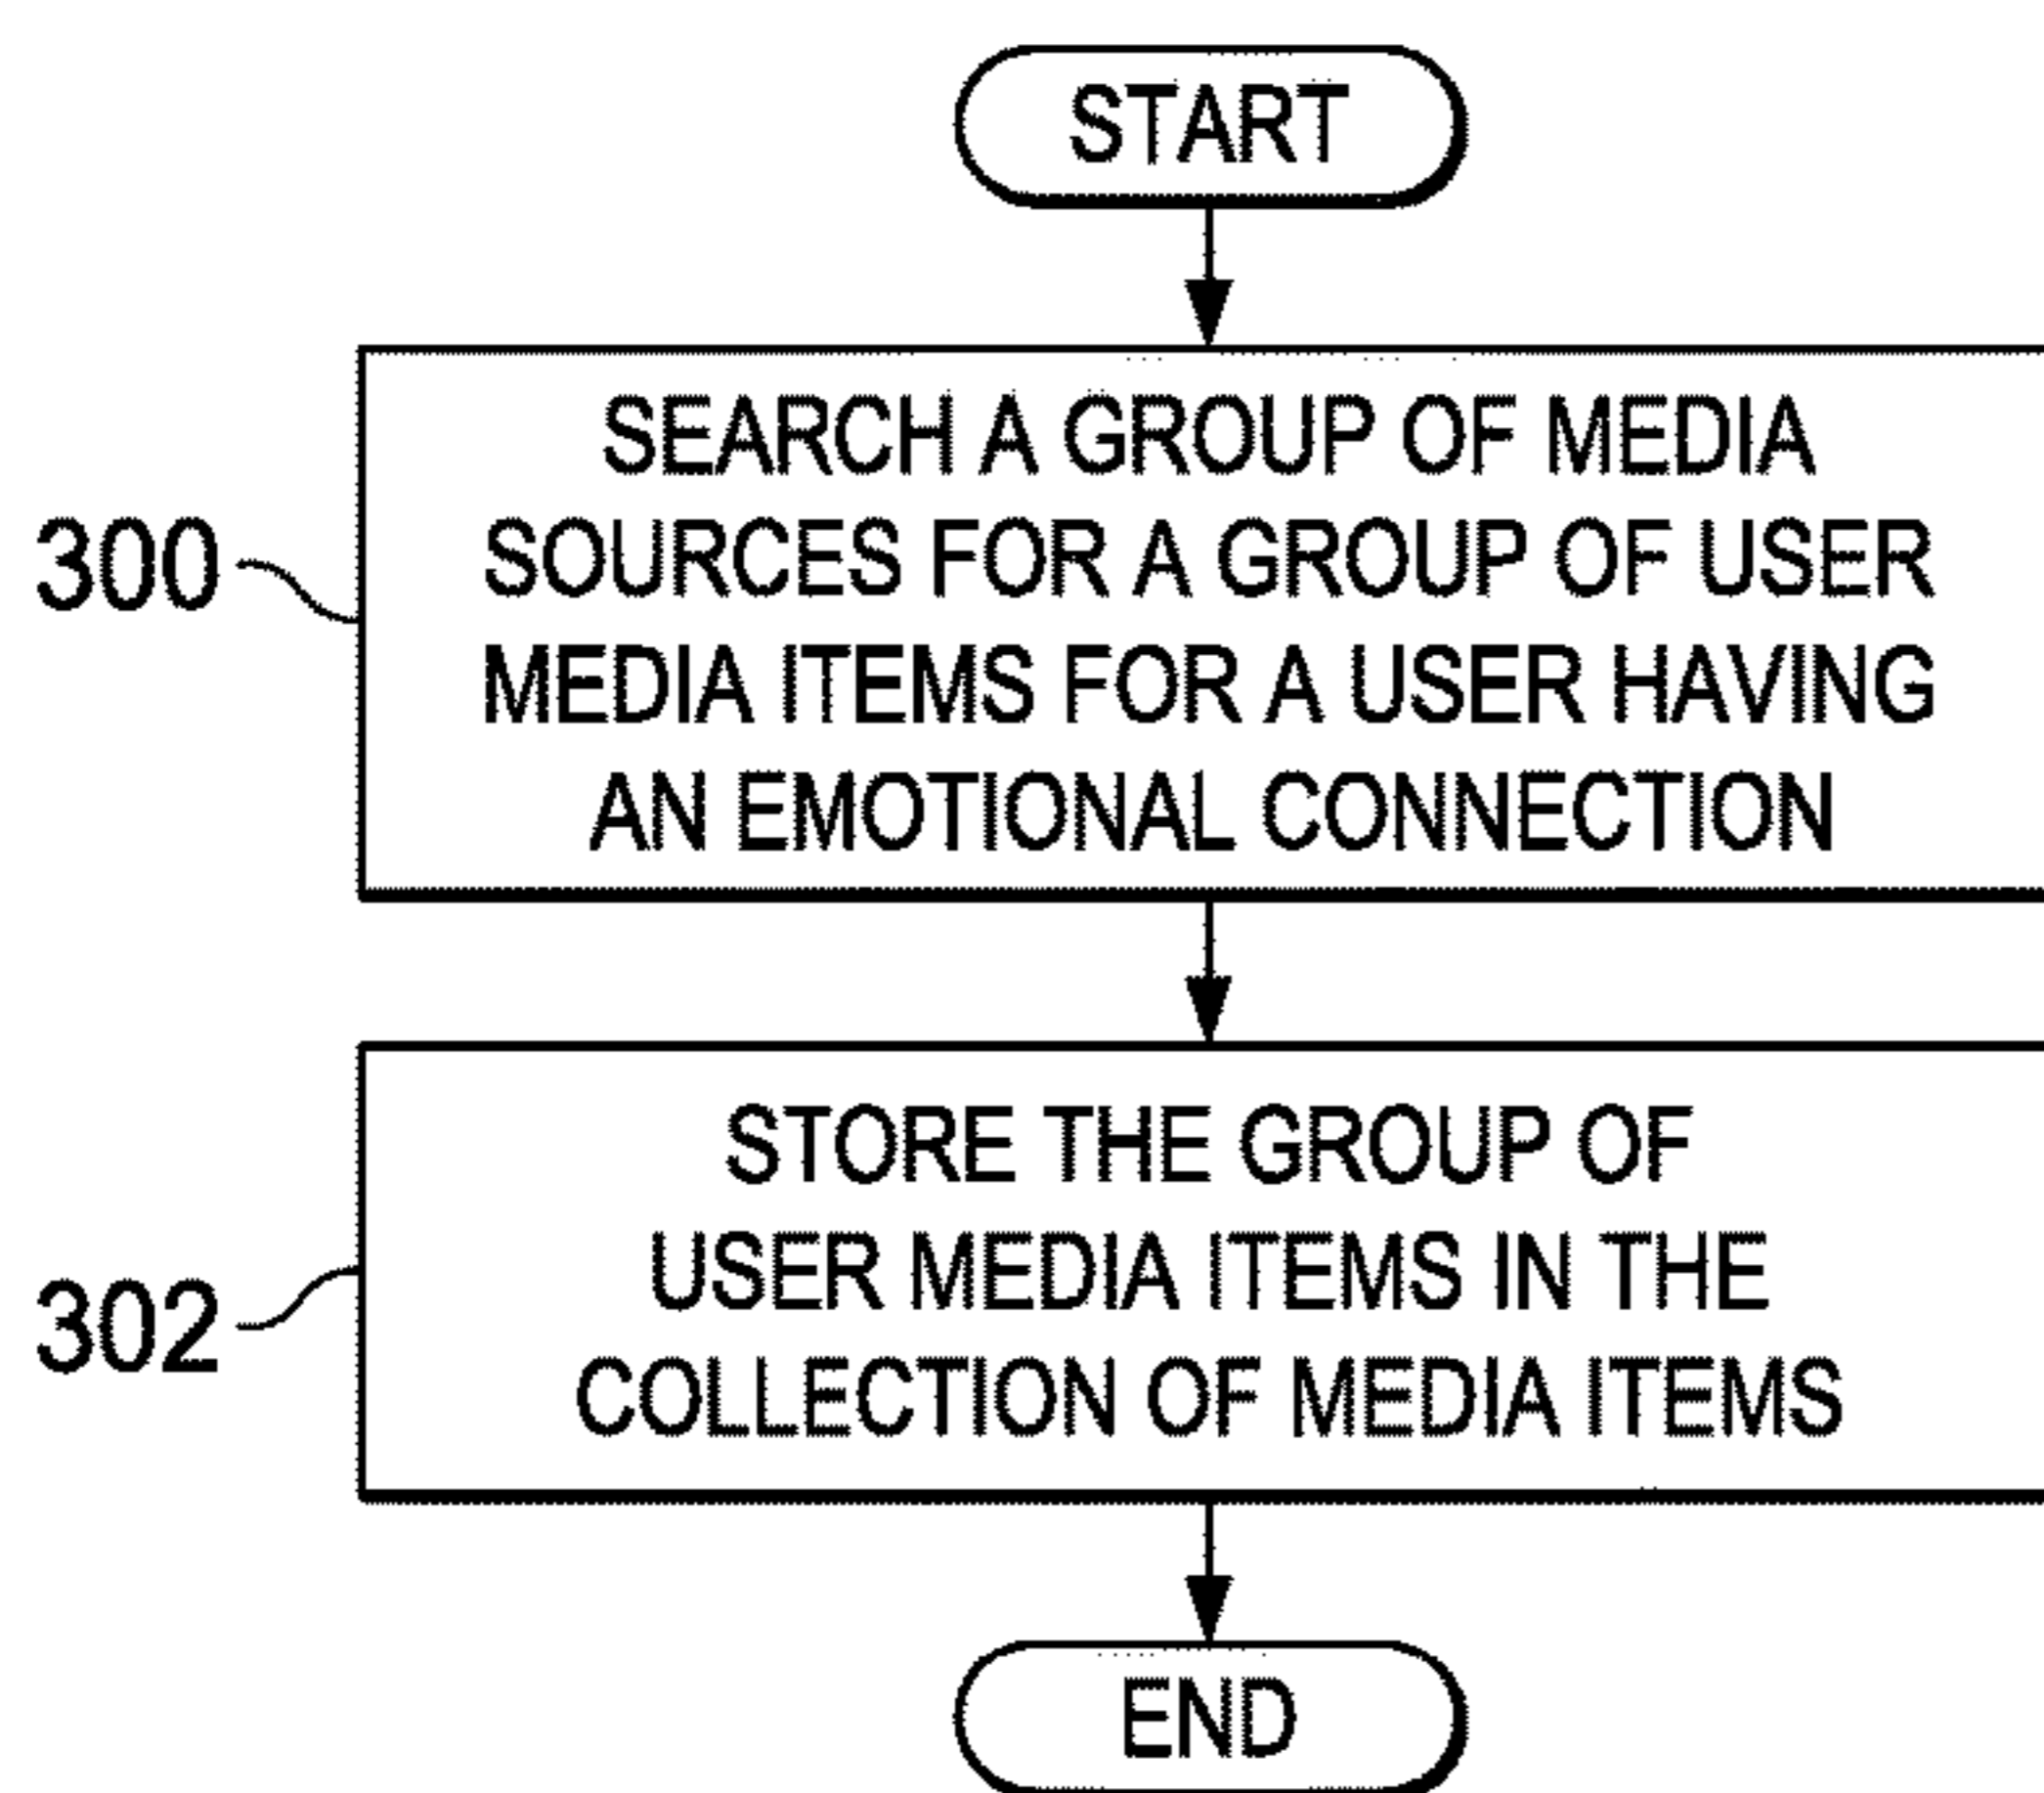 START
SEARCH A GROUP OF MEDIA
SOURCES FOR A GROUP OF USER
MEDIA ITEMS FOR A USER HAVING
AN EMOTIONAL CONNECTION
300
STORE THE GROUP OF
USER MEDIA ITEMS IN THE
COLLECTION OF MEDIA ITEMS
302
END